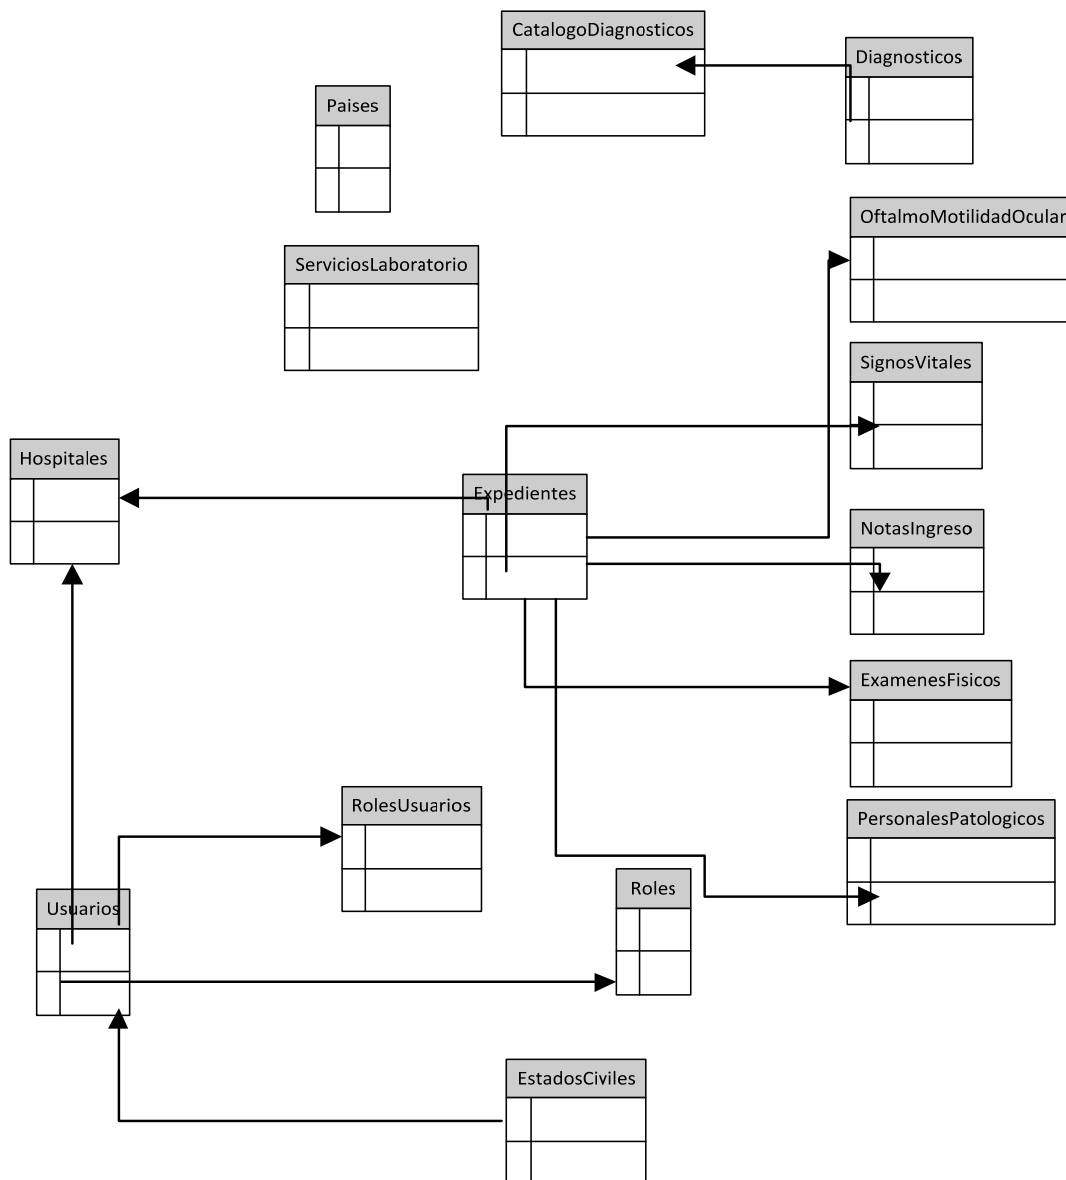 CatalogoDiagnosticos
Diagnosticos
Paises
OftalmoMotilidadOcular
ServiciosLaboratorio
SignosVitales
Hospitales
Expedientes
NotasIngreso
ExamenesFisicos
RolesUsuarios
PersonalesPatologicos
Roles
Usuarios
EstadosCiviles